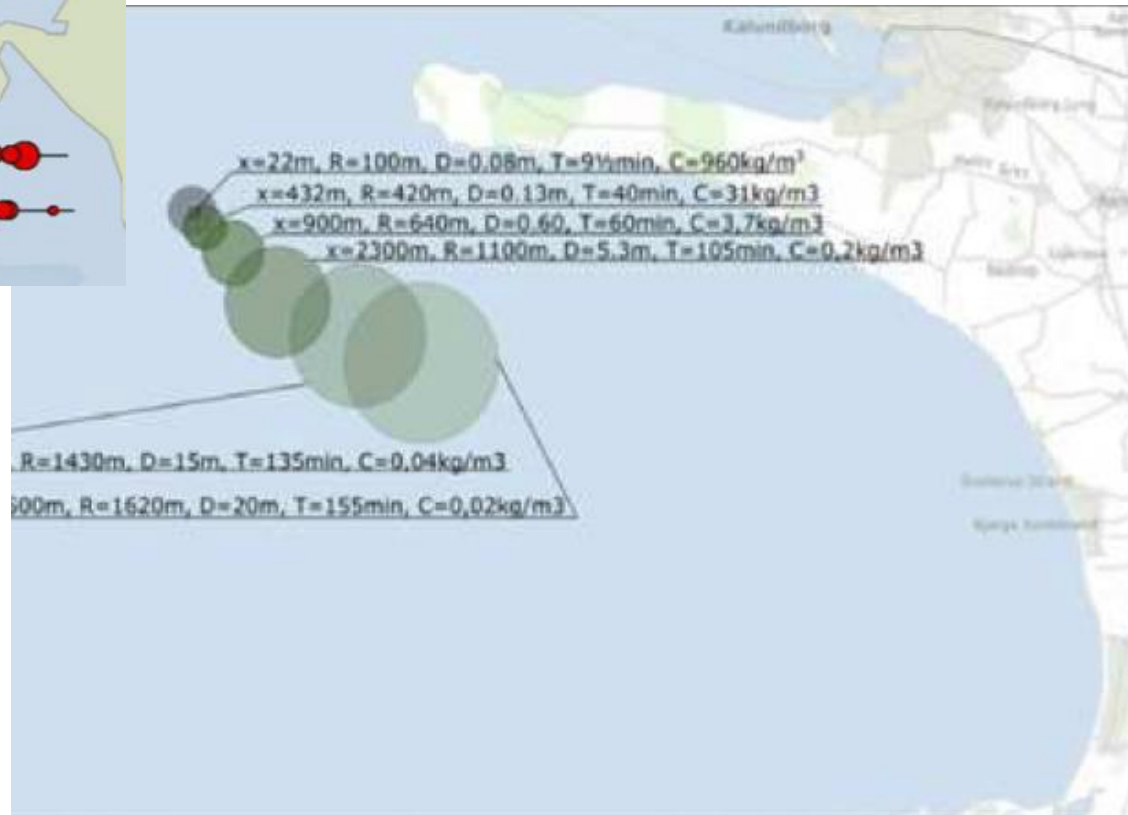 Kalundborg
x=22m, R=100m, D=0.08m, T=9½min, C=960kg/m³
x=432m, R=420m, D=0.13m, T=40min, C=31kg/m3
x=900m, R=640m, D=0.60, T=60min, C=3,7kg/m3
x=2300m, R=1100m, D=5.3m, T=105min, C=0,2kg/m3
R=1430m, D=15m, T=135min, C=0,04kg/m3
500m, R=1620m, D=20m, T=155min, C=0,02kg/m3